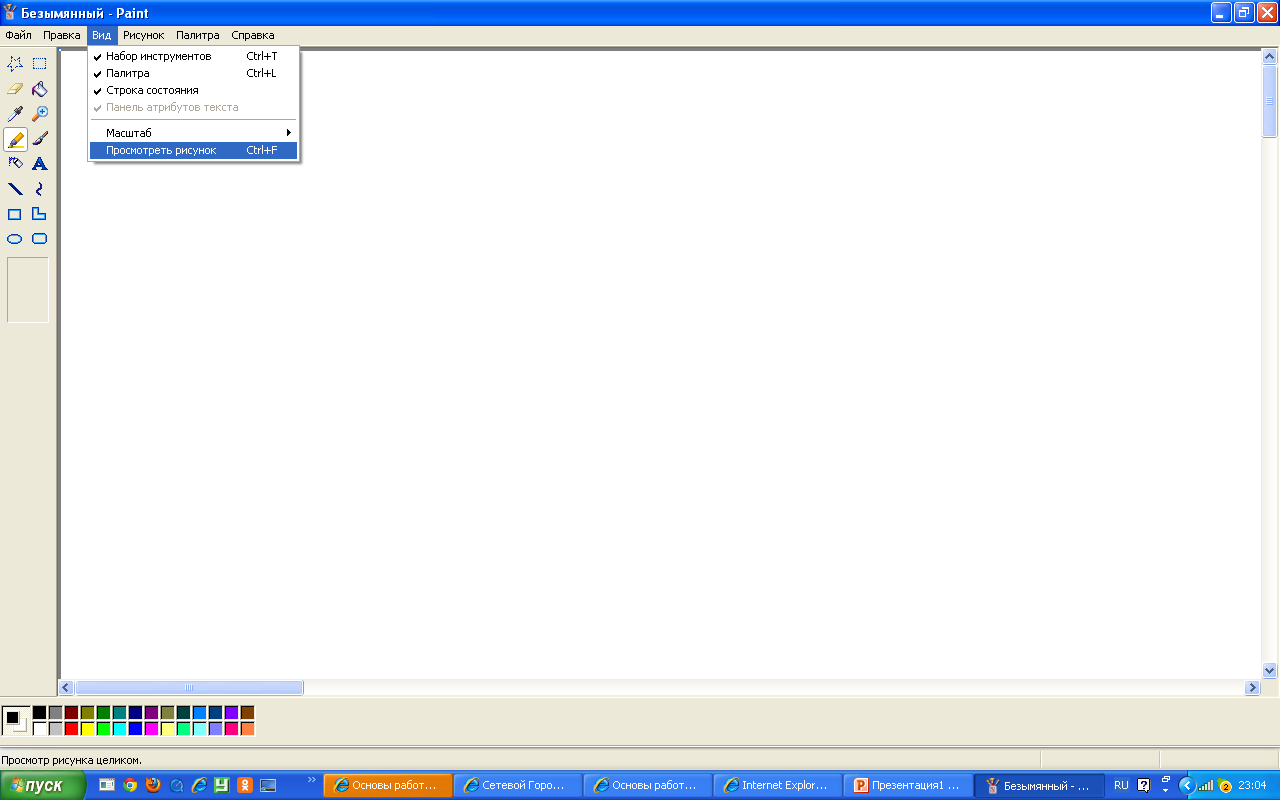 Безымянный - Paint
Файл Правка Вид Рисунок Палитра Справка
Набор инструментов Ctrl+T
Палитра Ctrl+L
Строка состояния
Панель атрибутов текста
Масштаб
Просмотреть рисунок Ctrl+F
Просмотр рисунка целиком.
пуск Основы работ... Сетевой Горо... Основы работ... Internet Explor... Презентация1 ... Безымянный - ... RU 2 23:04